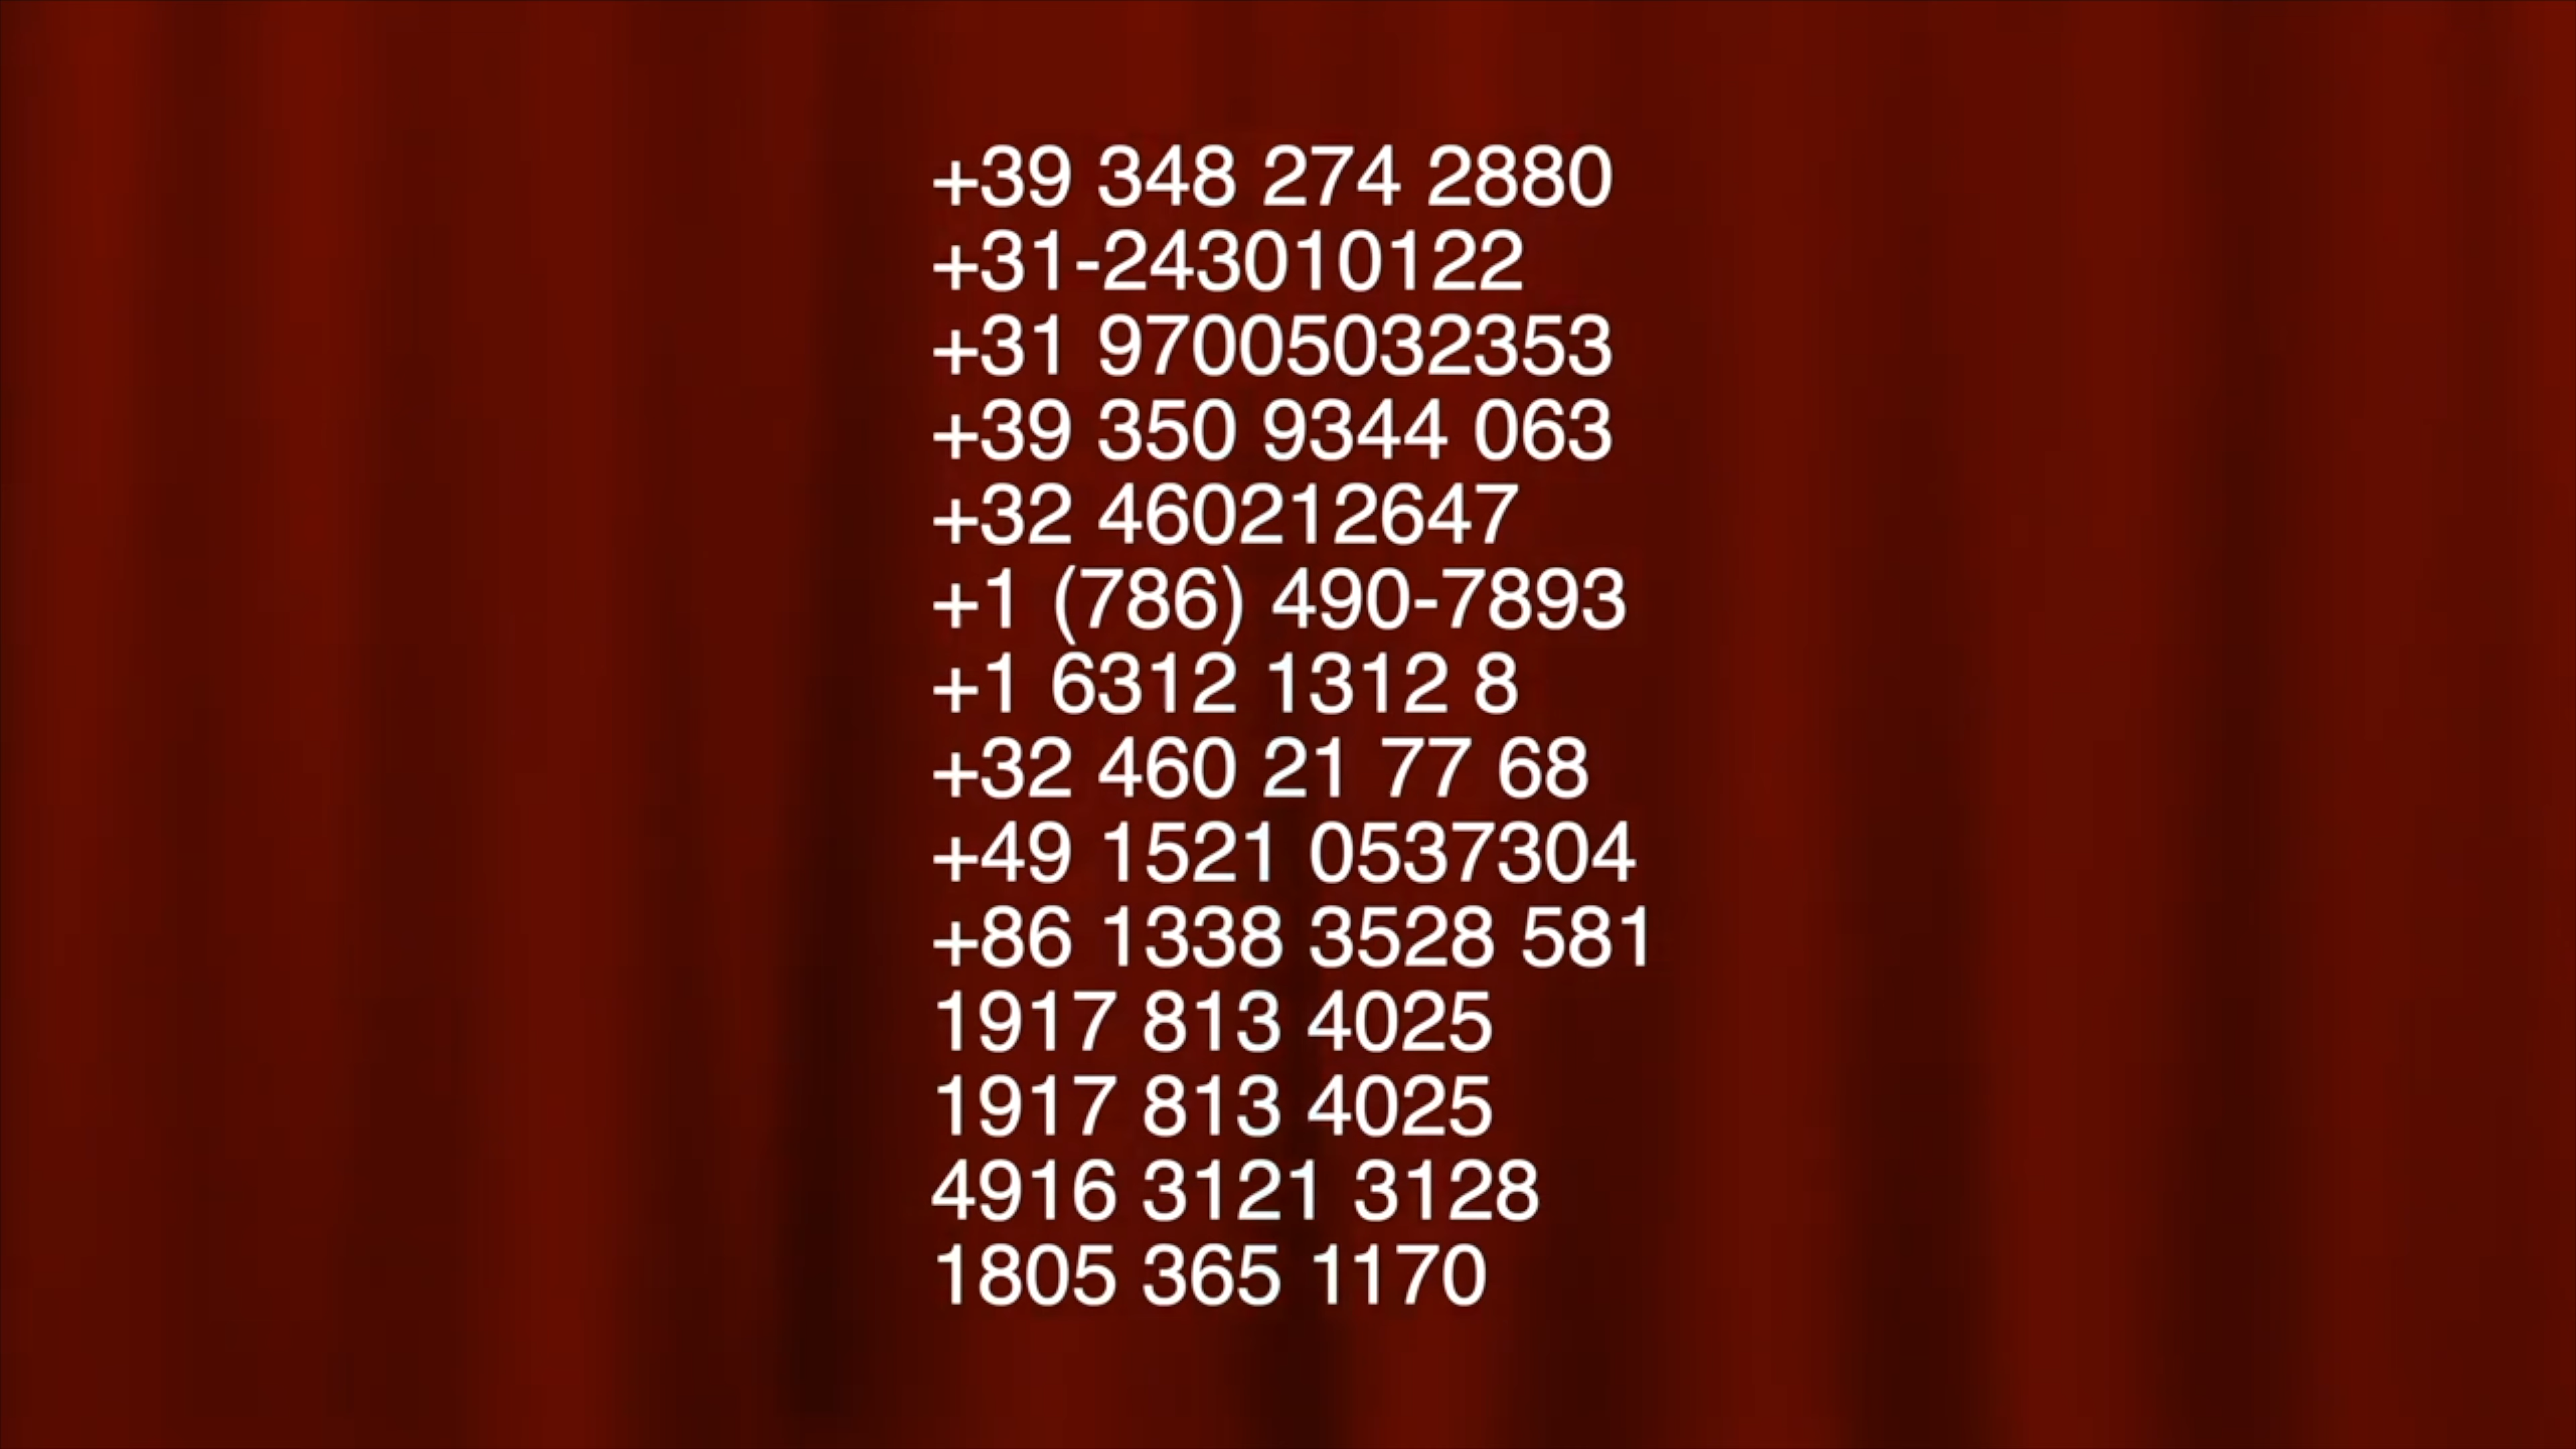 +39 348 274 2880
+31-243010122
+31 97005032353
+39 350 9344 063
+32 460212647
+1 (786) 490-7893
+1 6312 1312 8
+32 460 21 77 68
+49 1521 0537304
+86 1338 3528 581
1917 813 4025
1917 813 4025
4916 3121 3128
1805 365 1170